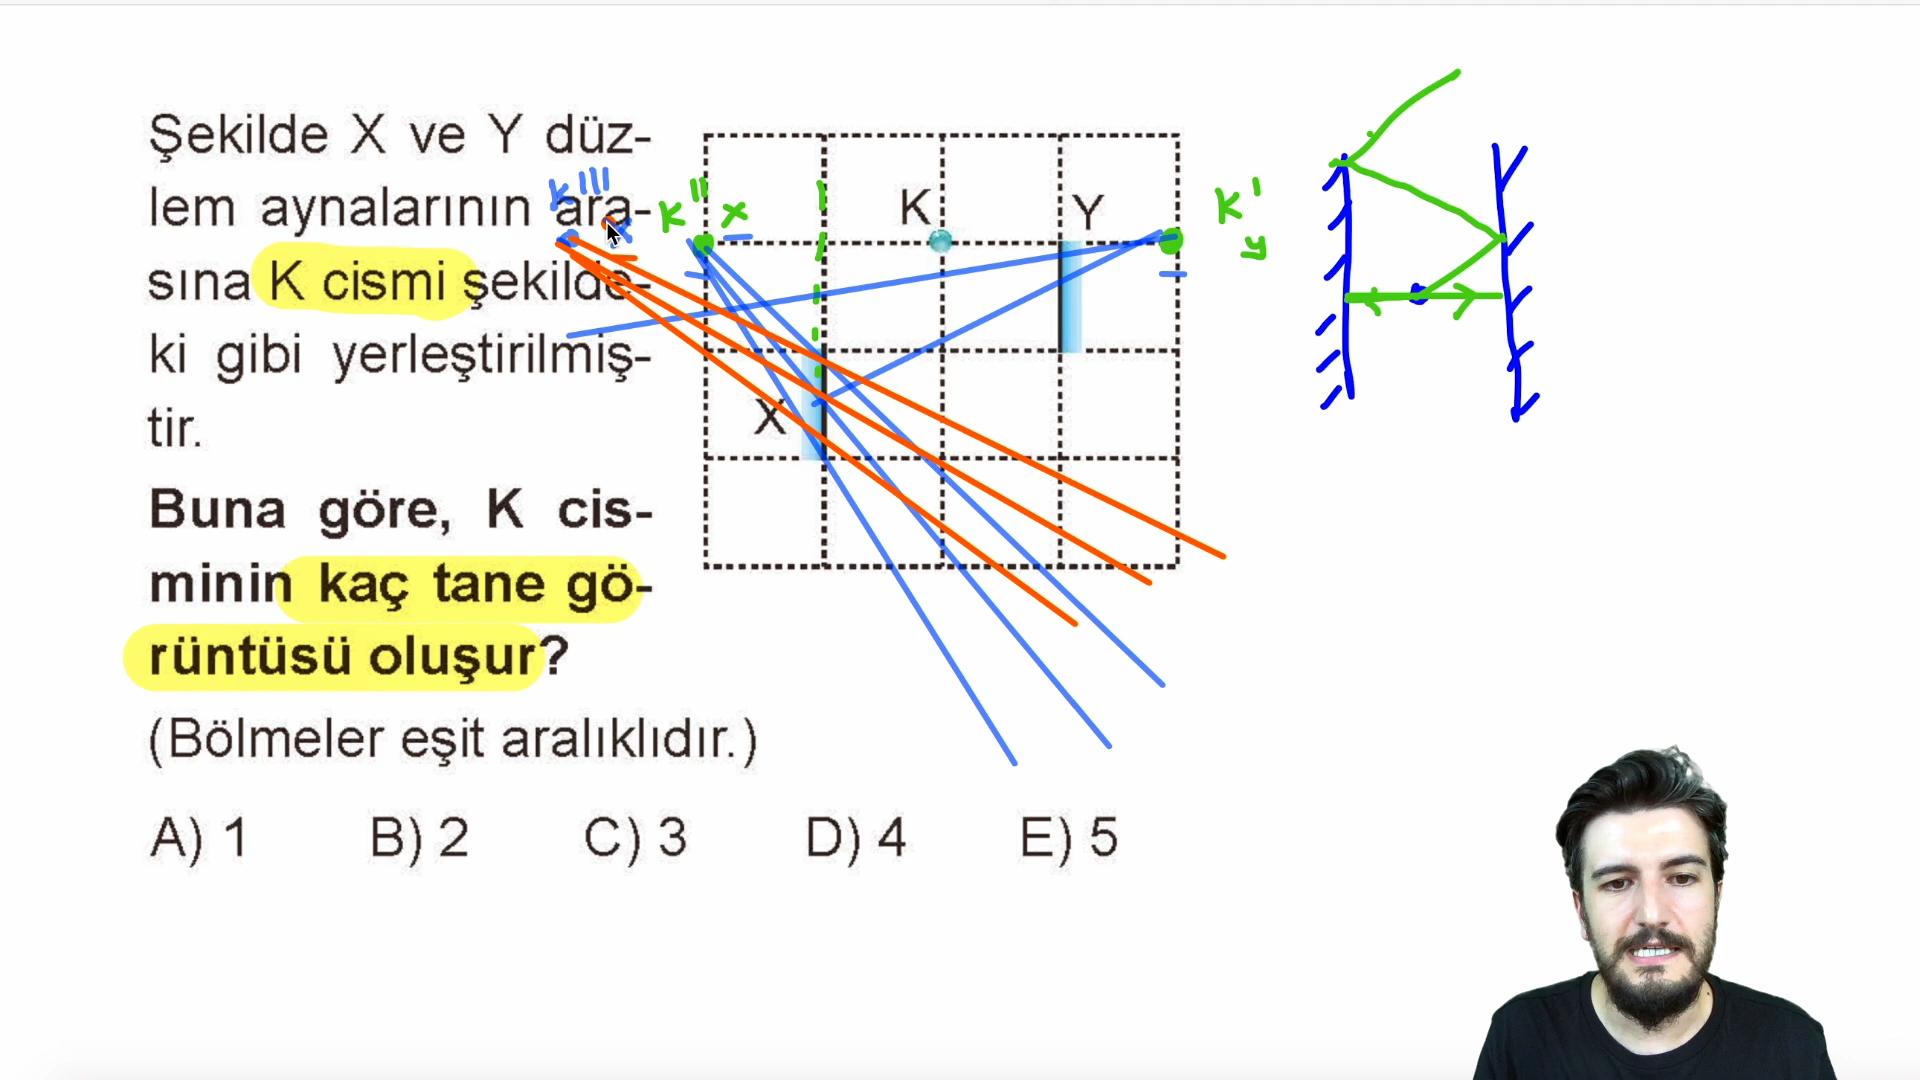 Şekilde X ve Y düz-
lem aynalarının ara-
sına K cismi şekilde-
ki gibi yerleştirilmiş-
tir.
Buna göre, K cis-
minin kaç tane gö-
rüntüsü oluşur?
(Bölmeler eşit aralıklıdır.)
A) 1 B) 2 C) 3 D) 4 E) 5
K''' K'' x
K
Y
K'
y
X